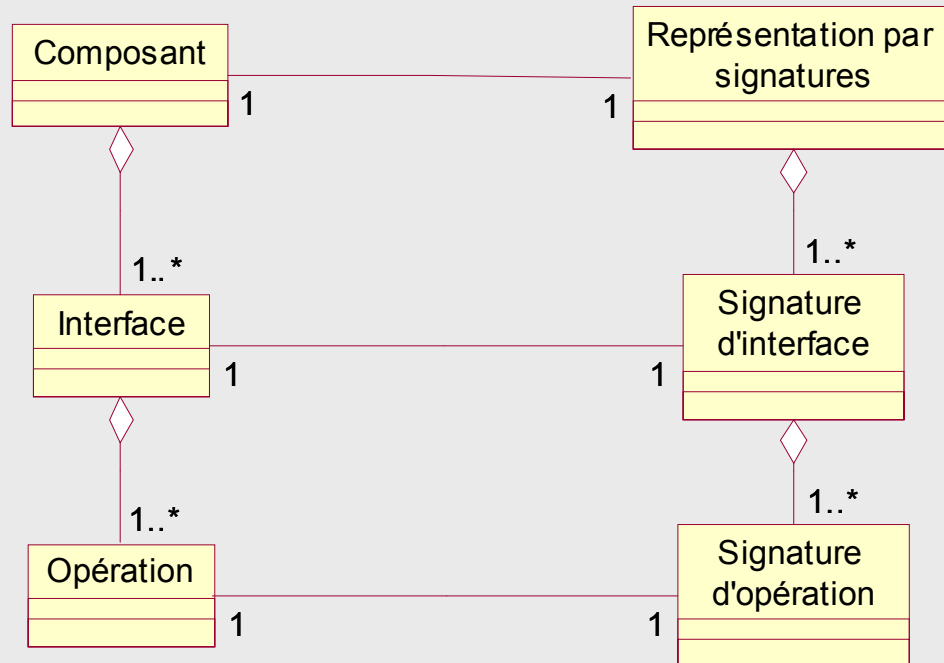 Composant
Représentation par
signatures
1
1
1..*
1..*
Interface
Signature
d'interface
1
1
1..*
1..*
Opération
Signature
d'opération
1
1